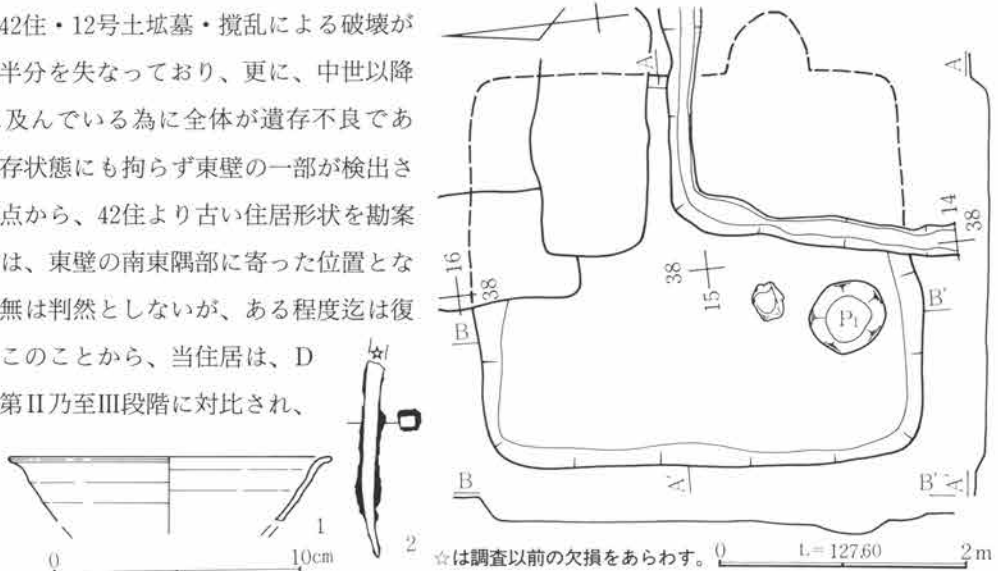 42住・12号土坑墓・撹乱による破壊が
半分を失なっており、更に、中世以降
及んでいる為に全体が遺存不良であ
存状態にも拘らず東壁の一部が検出さ
点から、42住より古い住居形状を勘案
は、東壁の南東隅部に寄った位置とな
無は判然としないが、ある程度迄は復
このことから、当住居は、D
第II乃至III段階に対比され、
☆
1
2
0 10cm
A
A
16
38
14
38
38
15
P1
B
B'
B
A'
B'
A'
☆は調査以前の欠損をあらわす。
0 L=127.60 2m